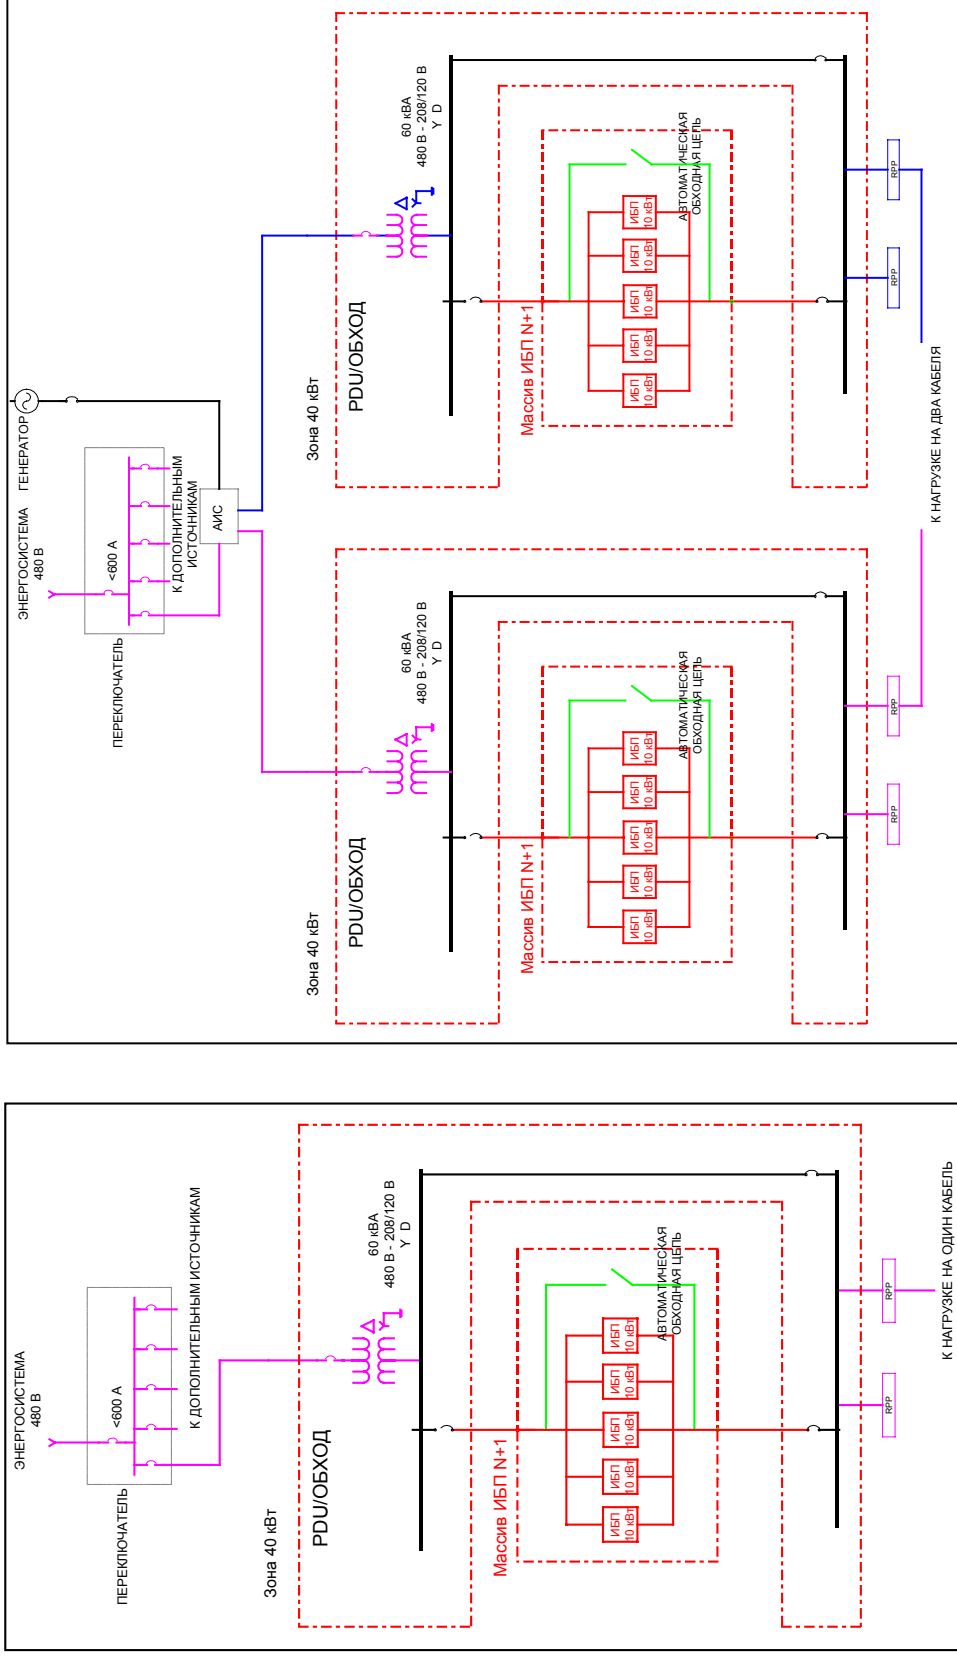 ЭНЕРГОСИСТЕМА
480 В
<600 А
ПЕРЕКЛЮЧАТЕЛЬ
К ДОПОЛНИТЕЛЬНЫМ ИСТОЧНИКАМ
Зона 40 кВт
PDU/ОБХОД
60 кВА
480 В - 208/120 В
Y D
Массив ИБП N+1
ИБП
10 кВт
ИБП
10 кВт
ИБП
10 кВт
ИБП
10 кВт
ИБП
10 кВт
АВТОМАТИЧЕСКАЯ
ОБХОДНАЯ ЦЕПЬ
RPP
RPP
К НАГРУЗКЕ НА ОДИН КАБЕЛЬ
ЭНЕРГОСИСТЕМА
480 В
ГЕНЕРАТОР
<600 А
ПЕРЕКЛЮЧАТЕЛЬ
К ДОПОЛНИТЕЛЬНЫМ
ИСТОЧНИКАМ
АИС
Зона 40 кВт
PDU/ОБХОД
60 кВА
480 В - 208/120 В
Y D
Массив ИБП N+1
ИБП
10 кВт
ИБП
10 кВт
ИБП
10 кВт
ИБП
10 кВт
ИБП
10 кВт
АВТОМАТИЧЕСКАЯ
ОБХОДНАЯ ЦЕПЬ
RPP
RPP
Зона 40 кВт
PDU/ОБХОД
60 кВА
480 В - 208/120 В
Y D
Массив ИБП N+1
ИБП
10 кВт
ИБП
10 кВт
ИБП
10 кВт
ИБП
10 кВт
ИБП
10 кВт
АВТОМАТИЧЕСКАЯ
ОБХОДНАЯ ЦЕПЬ
RPP
RPP
К НАГРУЗКЕ НА ДВА КАБЕЛЯ